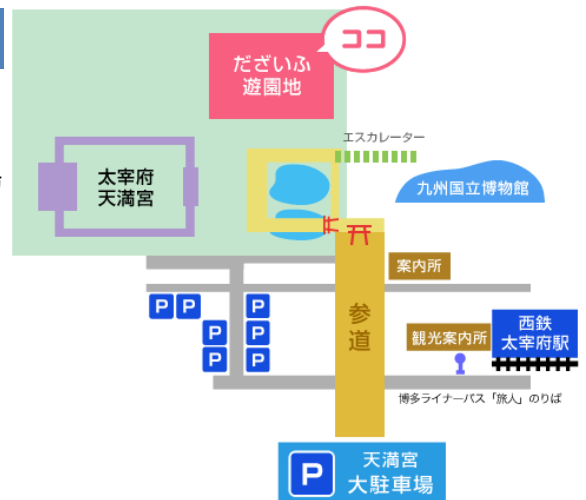 ココ
だざいふ
遊園地
エスカレーター
太宰府
天満宮
九州国立博物館
案内所
参道
P P
P
P
P
P
P
観光案内所
西鉄
太宰府駅
博多ライナーバス「旅人」のりば
P
天満宮
大駐車場